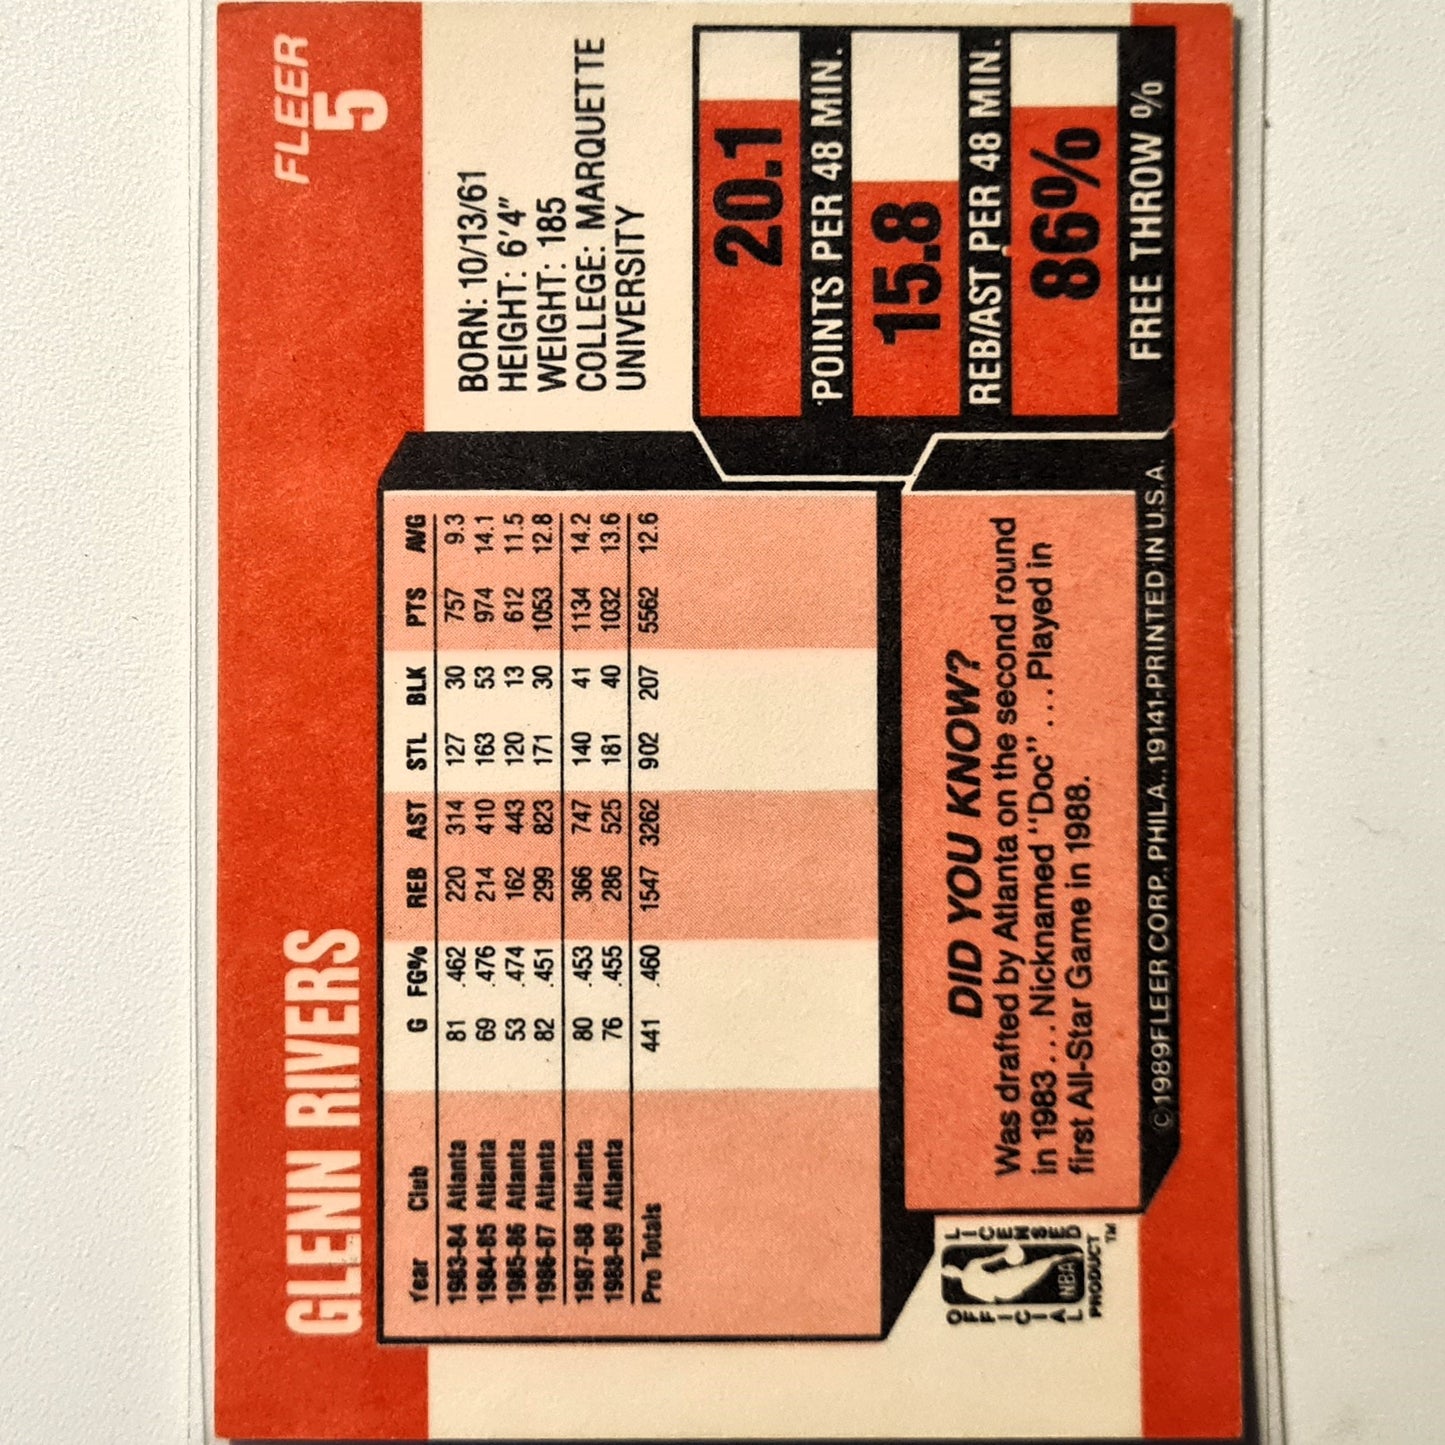 GLENN RIVERS
FLEER
5
BORN: 10/13/61
HEIGHT: 6'4"
WEIGHT: 185
COLLEGE: MARQUETTE
UNIVERSITY
Year Club G FG% REB AST STL BLK PTS AVG
1983-84 Atlanta 81 .462 220 314 127 30 757 9.3
1984-85 Atlanta 69 .476 214 410 163 53 974 14.1
1985-86 Atlanta 53 .474 162 443 120 13 612 11.5
1986-87 Atlanta 82 .451 299 823 171 30 1053 12.8
1987-88 Atlanta 80 .453 366 747 140 41 1134 14.2
1988-89 Atlanta 76 .455 286 525 181 40 1032 13.6
Pro Totals 441 .460 1547 3262 902 207 5562 12.6
20.1
POINTS PER 48 MIN.
15.8
REB/AST PER 48 MIN.
86%
FREE THROW %
DID YOU KNOW?
Was drafted by Atlanta on the second round
in 1983....Nicknamed "Doc"....Played in
first All-Star Game in 1988.
OFFICIAL
LICENSED
NBA
PRODUCT™
©1989 FLEER CORP., PHILA., 19141-PRINTED IN U.S.A.